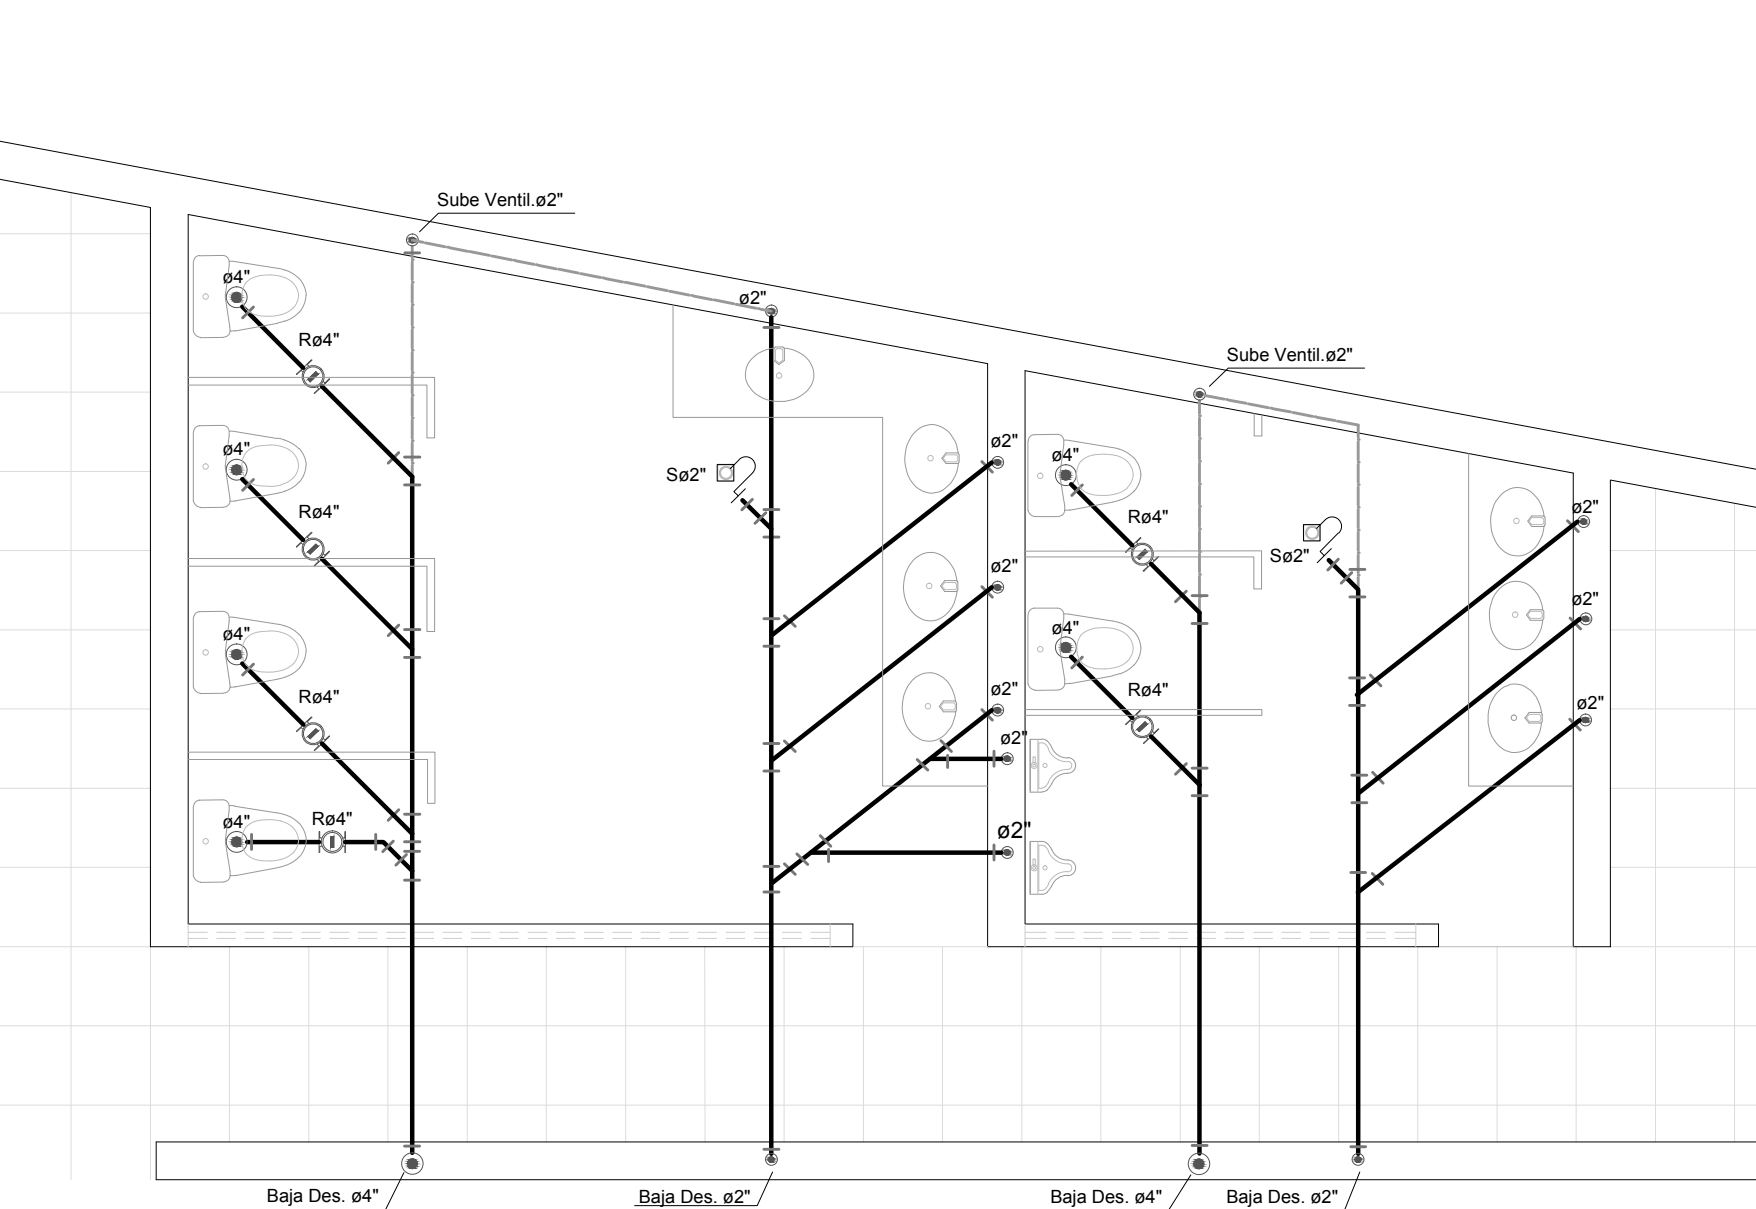 Sube Ventil.ø2"
ø4"
ø2"
Rø4"
Sube Ventil.ø2"
ø2"
ø4"
Sø2"
ø4"
Rø4"
ø2"
Rø4"
Sø2"
ø2"
ø2"
ø4"
ø4"
Rø4"
ø2"
Rø4"
ø2"
ø2"
Rø4"
ø4"
ø2"
Baja Des. ø4"
Baja Des. ø2"
Baja Des. ø4"
Baja Des. ø2"